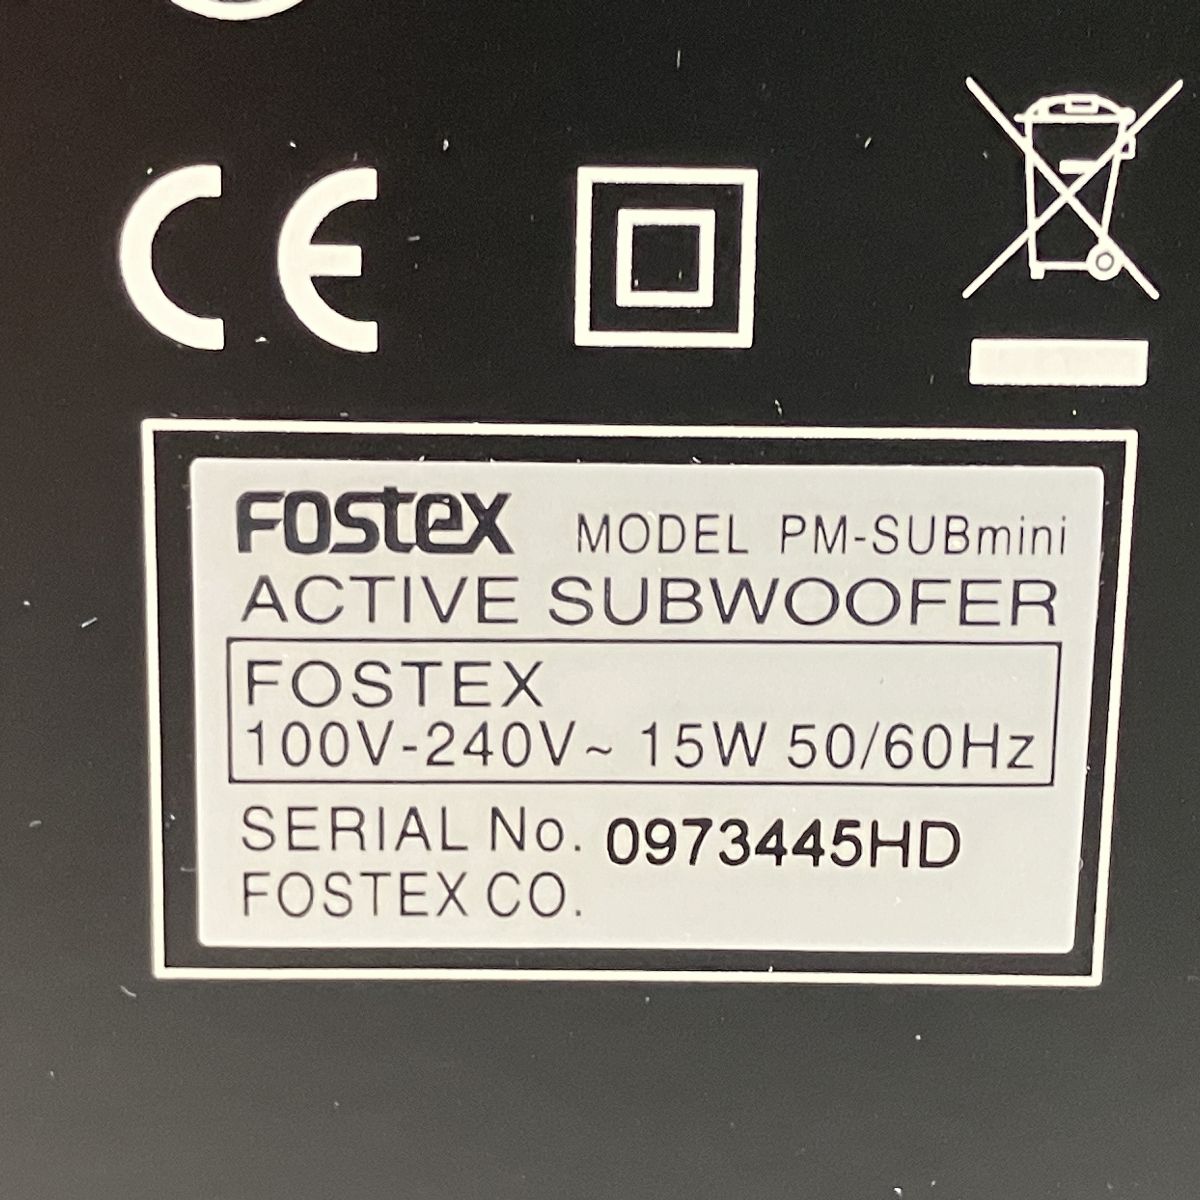 CE
FOSTEX MODEL PM-SUBmini
ACTIVE SUBWOOFER
FOSTEX
100V-240V~ 15W 50/60Hz
SERIAL No. 0973445HD
FOSTEX CO.